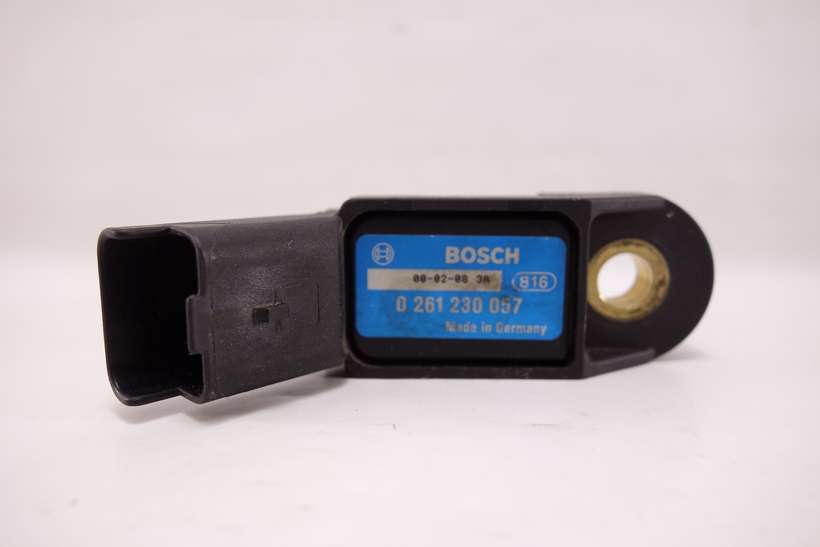 BOSCH
00-02-08 3A 816
0 261 230 057
Made in Germany